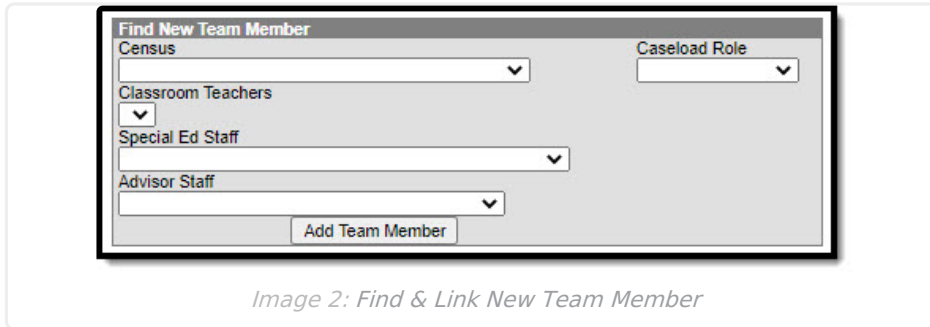 Find New Team Member
Census Caseload Role
Classroom Teachers
Special Ed Staff
Advisor Staff
Add Team Member
Image 2: Find & Link New Team Member